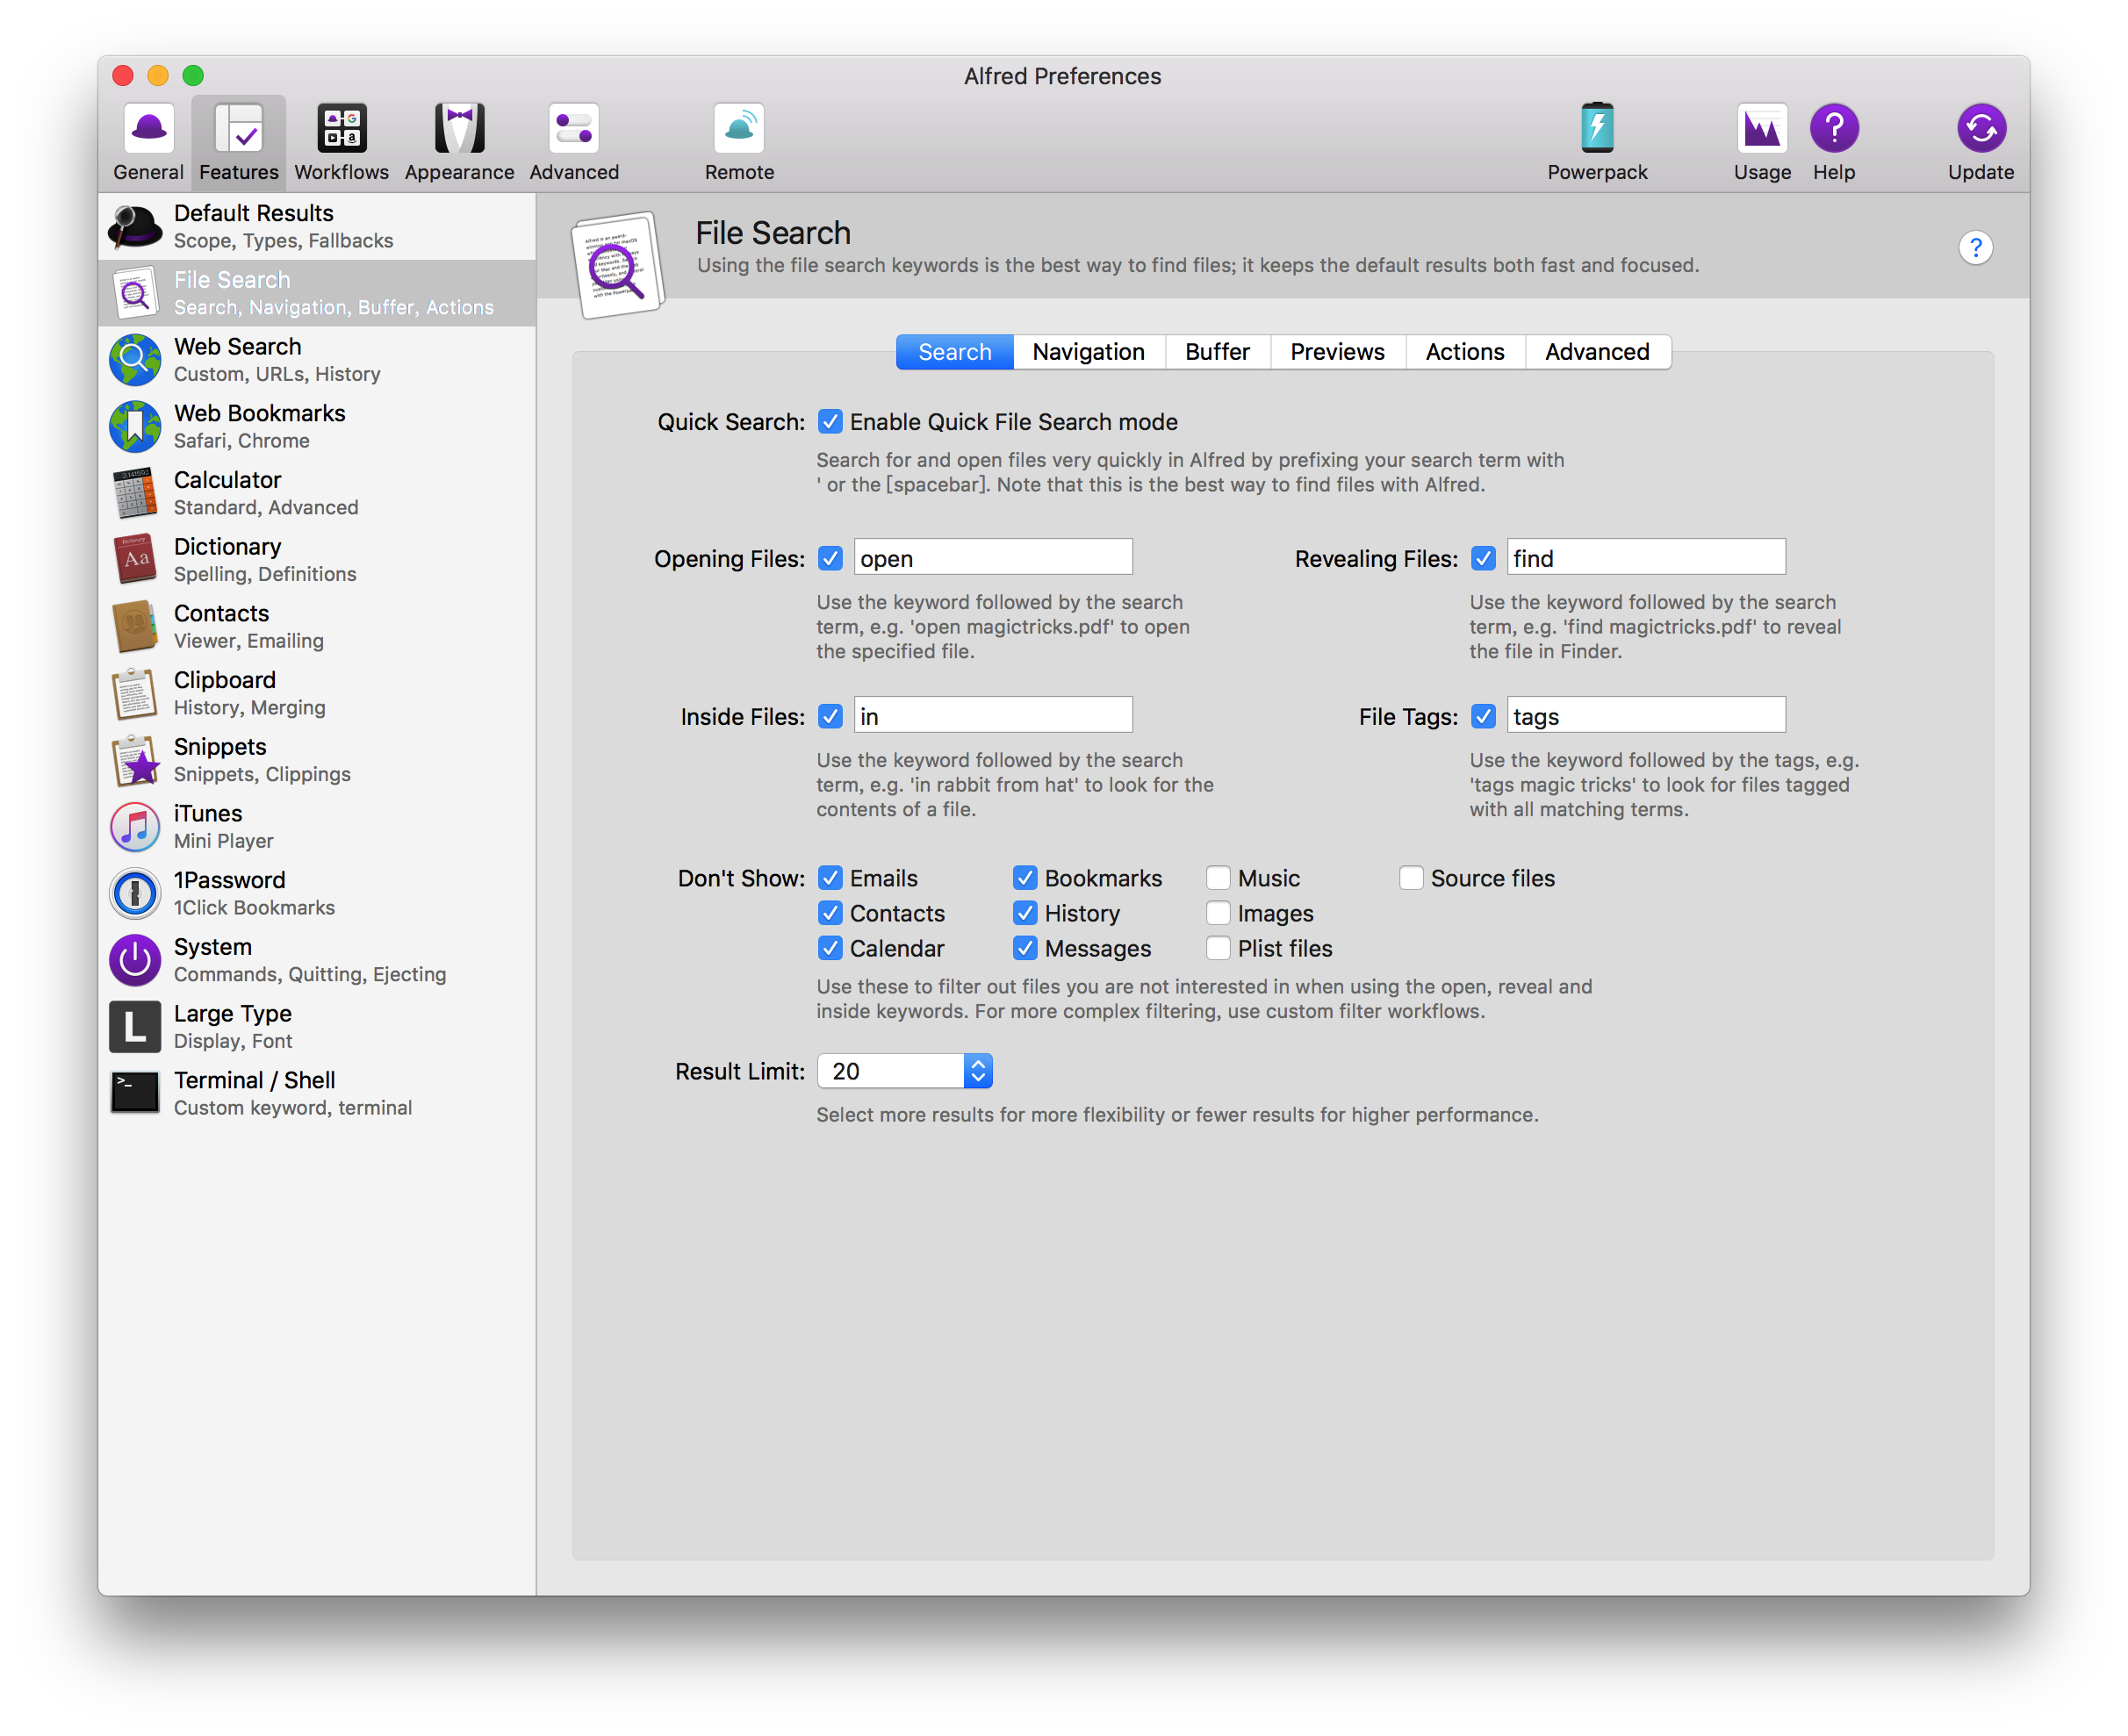 Alfred Preferences
General
Features
Workflows
Appearance
Advanced
Remote
Powerpack
Usage
Help
Update
Default Results
Scope, Types, Fallbacks
File Search
Search, Navigation, Buffer, Actions
Web Search
Custom, URLs, History
Web Bookmarks
Safari, Chrome
Calculator
Standard, Advanced
Dictionary
Spelling, Definitions
Contacts
Viewer, Emailing
Clipboard
History, Merging
Snippets
Snippets, Clippings
iTunes
Mini Player
1Password
1Click Bookmarks
System
Commands, Quitting, Ejecting
L
Large Type
Display, Font
>_
Terminal / Shell
Custom keyword, terminal
File Search
Using the file search keywords is the best way to find files; it keeps the default results both fast and focused.
?
Search
Navigation
Buffer
Previews
Actions
Advanced
Quick Search: Enable Quick File Search mode
Search for and open files very quickly in Alfred by prefixing your search term with
' or the [spacebar]. Note that this is the best way to find files with Alfred.
Opening Files: open
Use the keyword followed by the search
term, e.g. 'open magictricks.pdf' to open
the specified file.
Revealing Files: find
Use the keyword followed by the search
term, e.g. 'find magictricks.pdf' to reveal
the file in Finder.
Inside Files: in
Use the keyword followed by the search
term, e.g. 'in rabbit from hat' to look for the
contents of a file.
File Tags: tags
Use the keyword followed by the tags, e.g.
'tags magic tricks' to look for files tagged
with all matching terms.
Don't Show: Emails Bookmarks Music Source files
Contacts History Images
Calendar Messages Plist files
Use these to filter out files you are not interested in when using the open, reveal and
inside keywords. For more complex filtering, use custom filter workflows.
Result Limit: 20
Select more results for more flexibility or fewer results for higher performance.